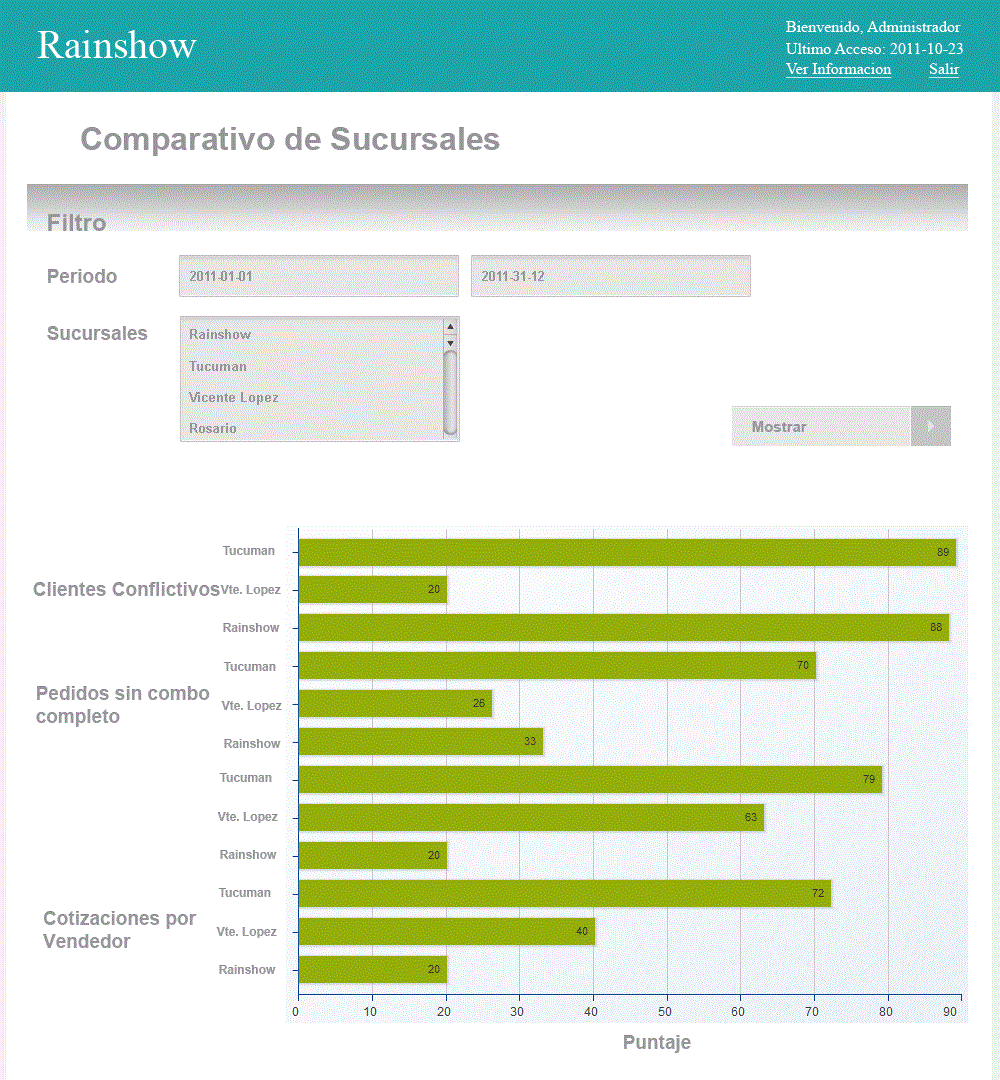 Rainshow
Bienvenido, Administrador
Ultimo Acceso: 2011-10-23
Ver Informacion Salir
Comparativo de Sucursales
Filtro
Periodo 2011-01-01 2011-31-12
Sucursales
Rainshow
Tucuman
Vicente Lopez
Rosario
Mostrar
Tucuman 89
Clientes Conflictivos Vte. Lopez 20
Rainshow 88
Tucuman 70
Pedidos sin combo
completo
Vte. Lopez 26
Rainshow 33
Tucuman 79
Vte. Lopez 63
Rainshow 20
Tucuman 72
Cotizaciones por
Vendedor
Vte. Lopez 40
Rainshow 20
0 10 20 30 40 50 60 70 80 90
Puntaje